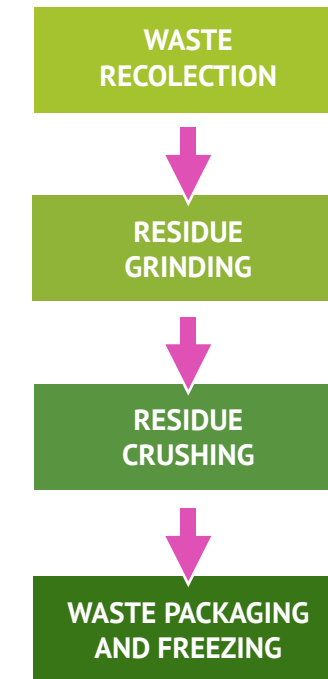 WASTE
RECOLECTION
RESIDUE
GRINDING
RESIDUE
CRUSHING
WASTE PACKAGING
AND FREEZING